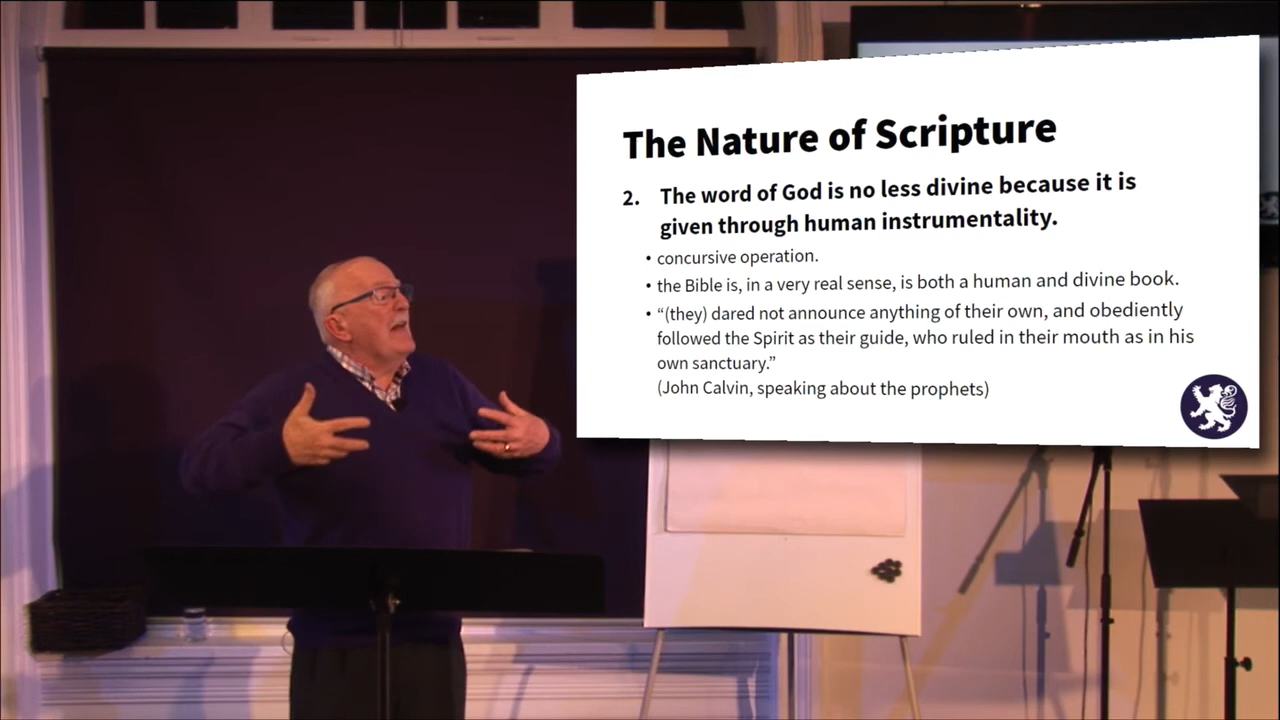 The Nature of Scripture
2. The word of God is no less divine because it is
given through human instrumentality.
• concursive operation.
• the Bible is, in a very real sense, is both a human and divine book.
• “(they) dared not announce anything of their own, and obediently
followed the Spirit as their guide, who ruled in their mouth as in his
own sanctuary.”
(John Calvin, speaking about the prophets)